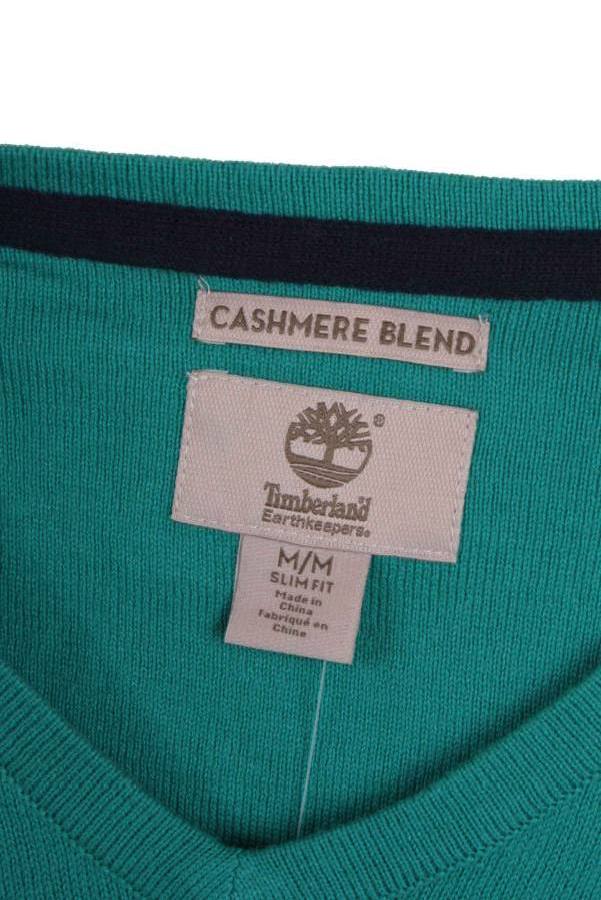 CASHMERE BLEND
®
Timberland®
Earthkeepers®
M/M
SLIM FIT
Made in
China
Fabriqué en
Chine